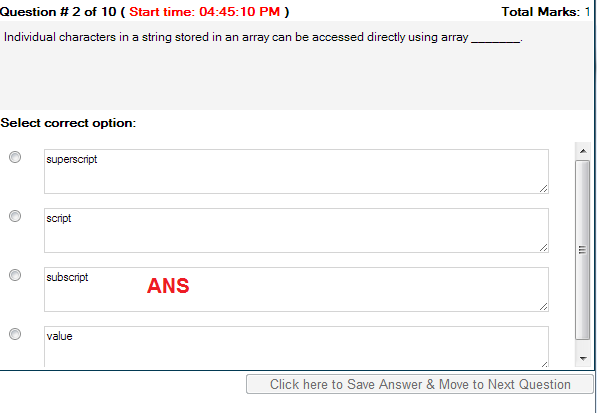 Question # 2 of 10 ( Start time: 04:45:10 PM ) Total Marks: 1
Individual characters in a string stored in an array can be accessed directly using array ________.
Select correct option:
superscript
script
subscript ANS
value
Click here to Save Answer & Move to Next Question